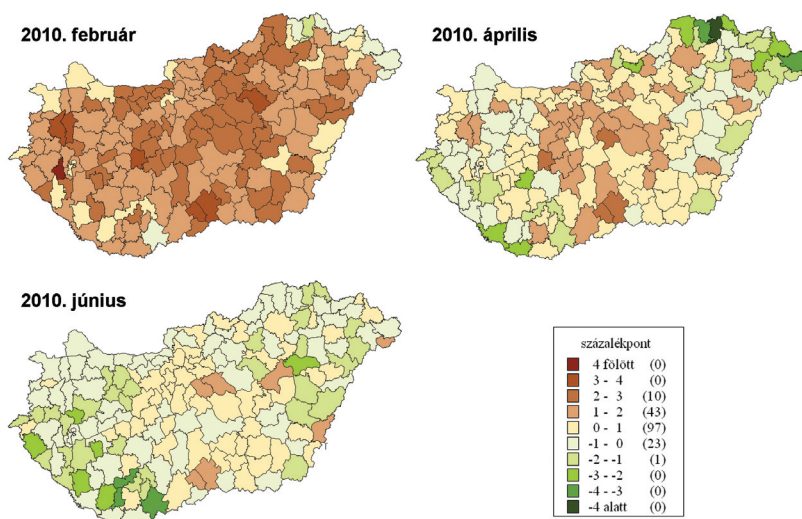 2010. február
2010. április
2010. június
százalékpont
4 fölött (0)
3 - 4 (0)
2 - 3 (10)
1 - 2 (43)
0 - 1 (97)
-1 - 0 (23)
-2 - -1 (1)
-3 - -2 (0)
-4 - -3 (0)
-4 alatt (0)